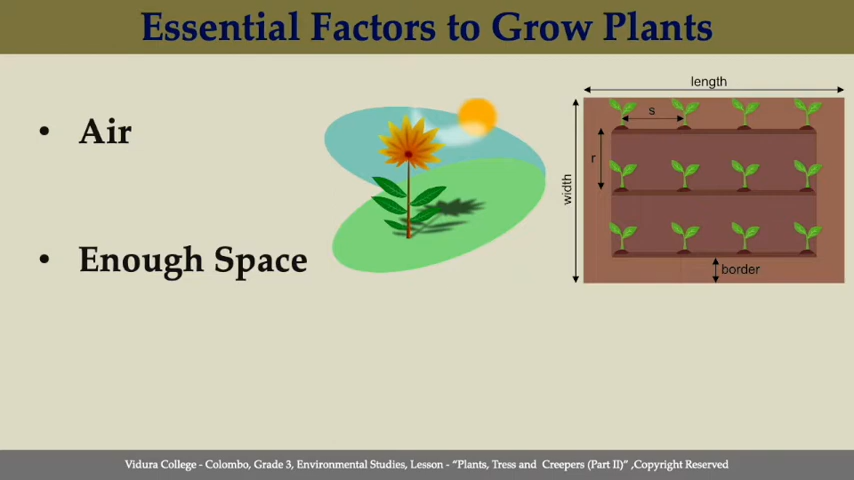 Essential Factors to Grow Plants
• Air
• Enough Space
length
s
r
width
border
Vidura College - Colombo, Grade 3, Environmental Studies, Lesson - “Plants, Tress and Creepers (Part II)” ,Copyright Reserved